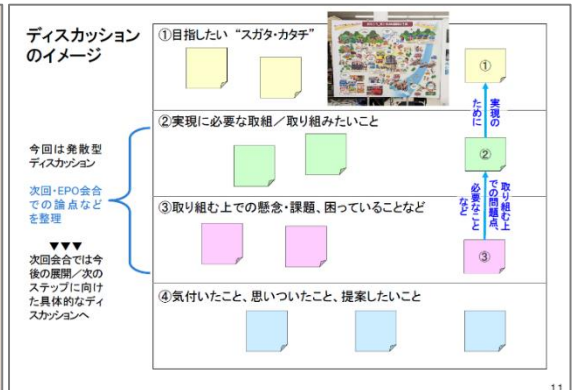 ディスカッション
のイメージ
①目指したい “スガタ・カタチ”
①
実現の
ために
②実現に必要な取組／取り組みたいこと
②
今回は発散型
ディスカッション
次回・EPO会合
での論点など
を整理
取り組む上
での問題点、
必要なこと
など
③取り組む上での懸念・課題、困っていることなど
③
▼▼▼
次回会合では今
後の展開／次の
ステップに向け
た具体的なディ
スカッションへ
④気付いたこと、思いついたこと、提案したいこと
11